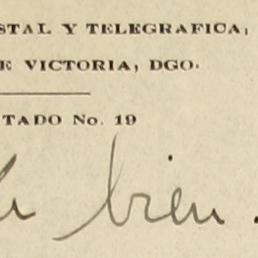 STAL Y TELEGRAFICA,
E VICTORIA, DGO.
TADO No. 19
bien.